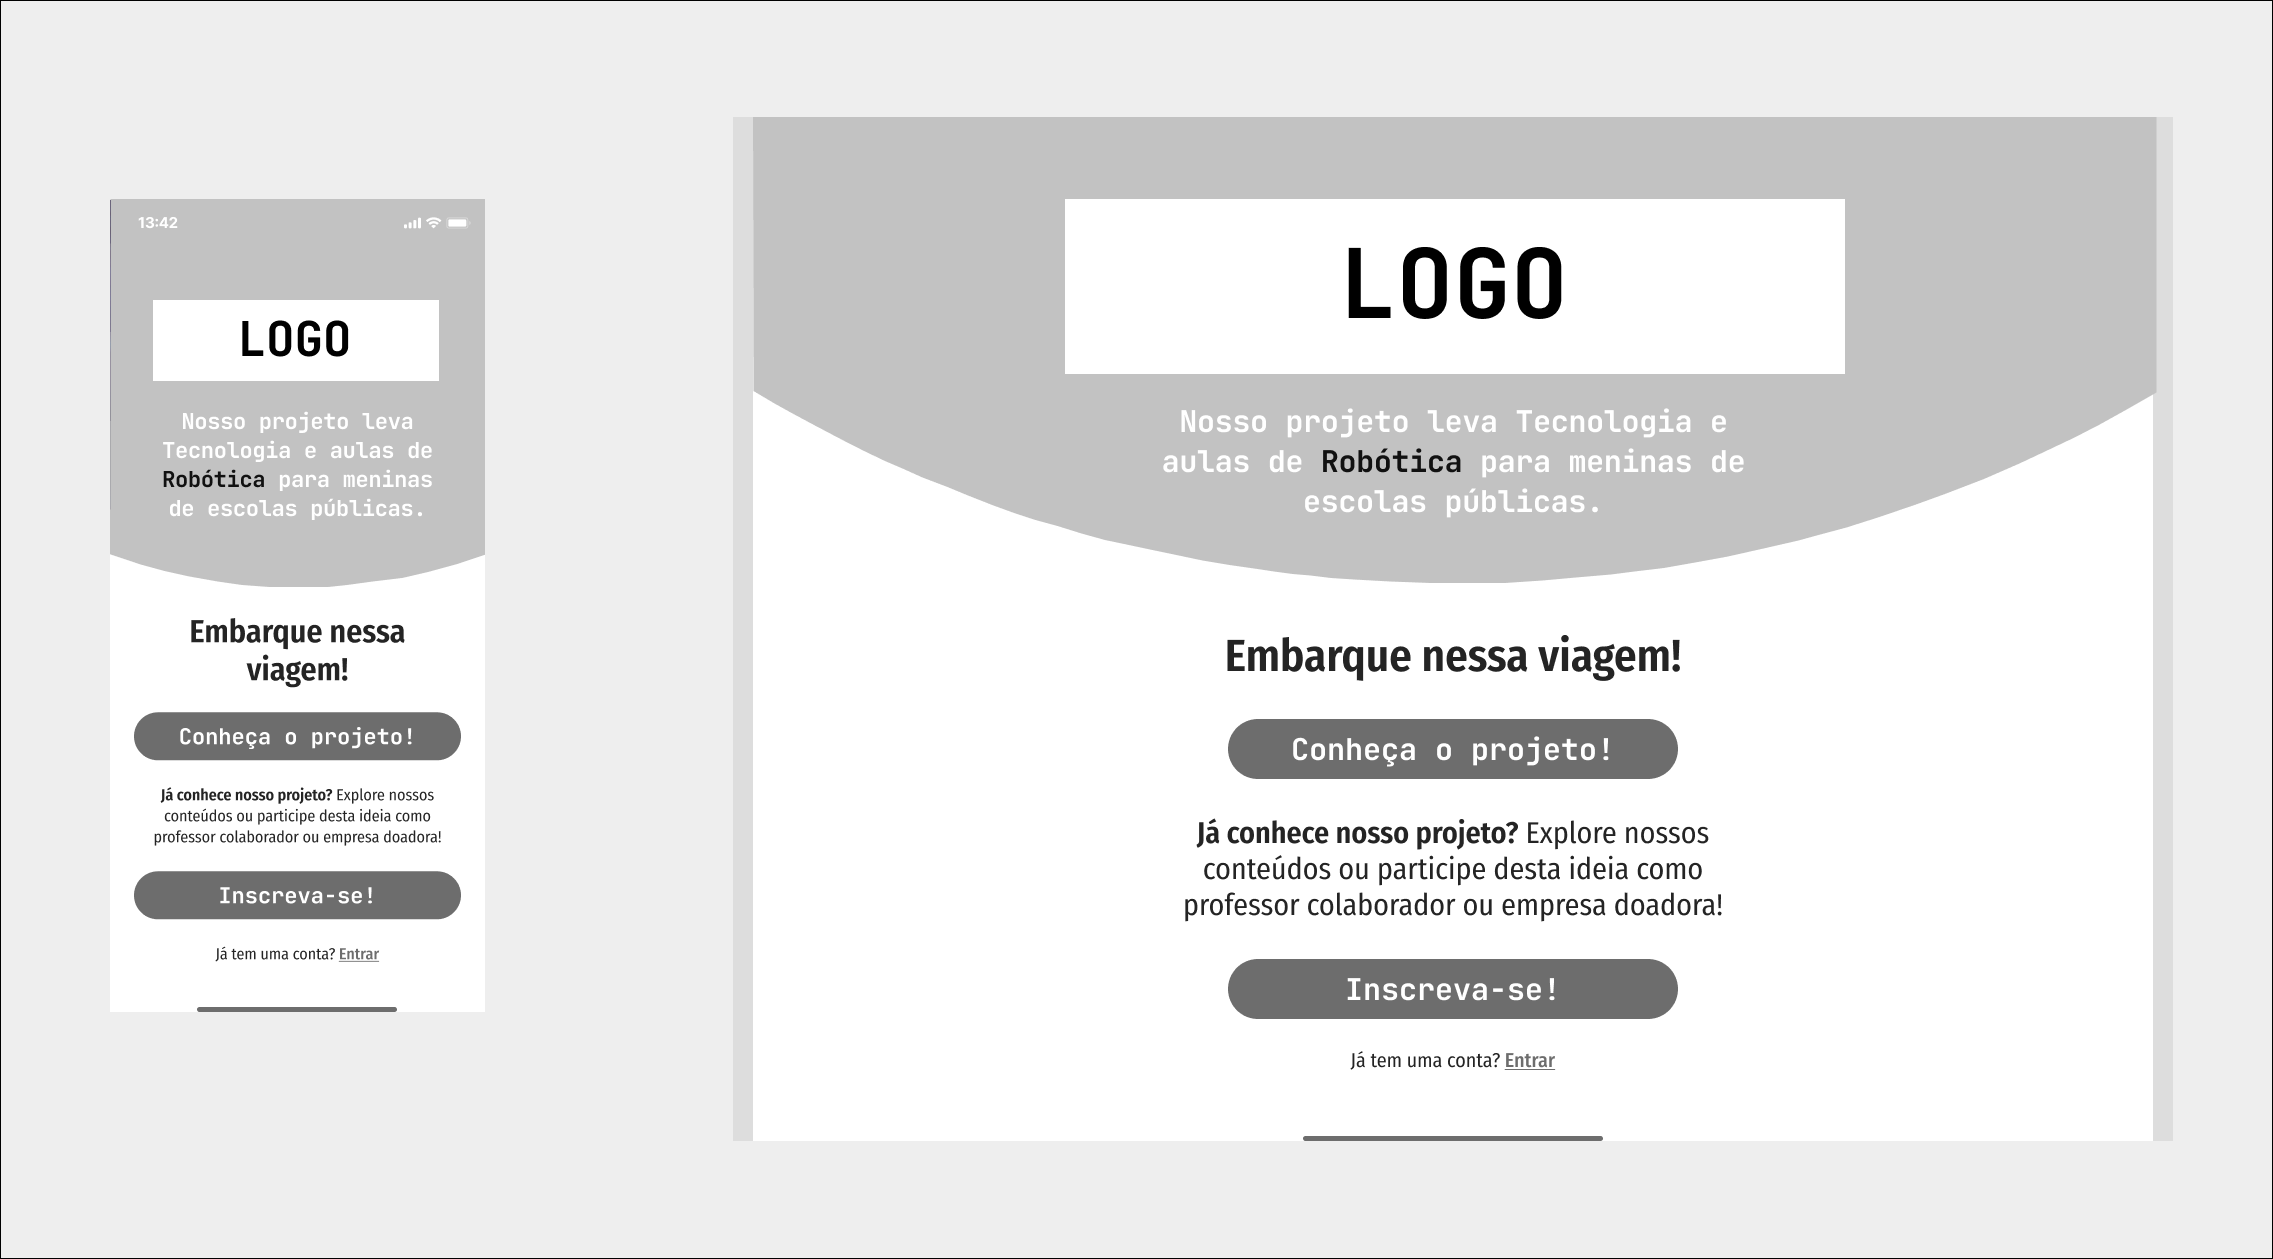 13:42
LOGO
Nosso projeto leva
Tecnologia e aulas de
Robótica para meninas
de escolas públicas.
Embarque nessa
viagem!
Conheça o projeto!
Já conhece nosso projeto? Explore nossos
conteúdos ou participe desta ideia como
professor colaborador ou empresa doadora!
Inscreva-se!
Já tem uma conta? Entrar
LOGO
Nosso projeto leva Tecnologia e
aulas de Robótica para meninas de
escolas públicas.
Embarque nessa viagem!
Conheça o projeto!
Já conhece nosso projeto? Explore nossos
conteúdos ou participe desta ideia como
professor colaborador ou empresa doadora!
Inscreva-se!
Já tem uma conta? Entrar